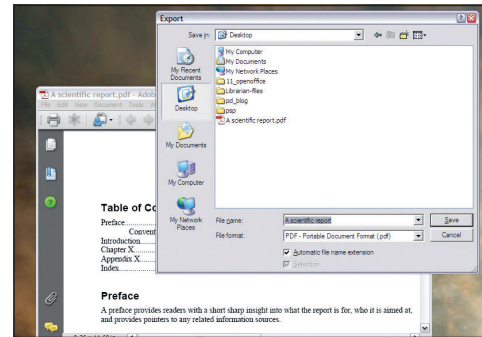 Export
Save in:
Desktop
My Recent
Documents
Desktop
My Documents
My Computer
My Network
Places
My Computer
My Documents
My Network Places
11_openoffice
Librarian-files
pd_blog
psp
A scientific report.pdf
File name:
A scientific report
Save
File format:
PDF - Portable Document Format (.pdf)
Cancel
Automatic file name extension
Selection
A scientific report.pdf - Adob
File Edit View Document Tools W
Table of Co
Preface
Convent
Introduction
Chapter X
Appendix X
Index
Preface
A preface provides readers with a short sharp insight into what the report is for, who it is aimed at,
and provides pointers to any related information sources.